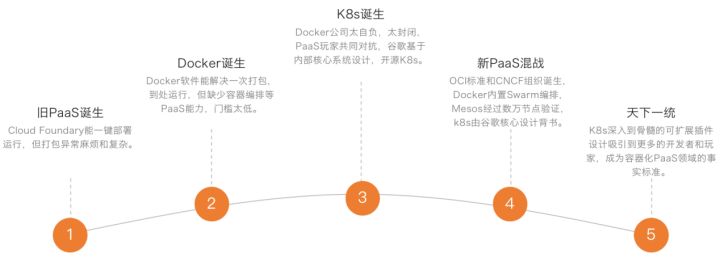 旧PaaS诞生
Cloud Foundary能一键部署
运行，但打包异常麻烦和复杂。
1
Docker诞生
Docker软件能解决一次打包，
到处运行，但缺少容器编排等
PaaS能力，门槛太低。
2
K8s诞生
Docker公司太自负，太封闭，
PaaS玩家共同对抗，谷歌基于
内部核心系统设计，开源K8s。
3
新PaaS混战
OCI标准和CNCF组织诞生，
Docker内置Swarm编排，
Mesos经过数万节点验证，
k8s由谷歌核心设计背书。
4
天下一统
K8s深入到骨髓的可扩展插件
设计吸引到更多的开发者和玩
家，成为容器化PaaS领域的事
实标准。
5